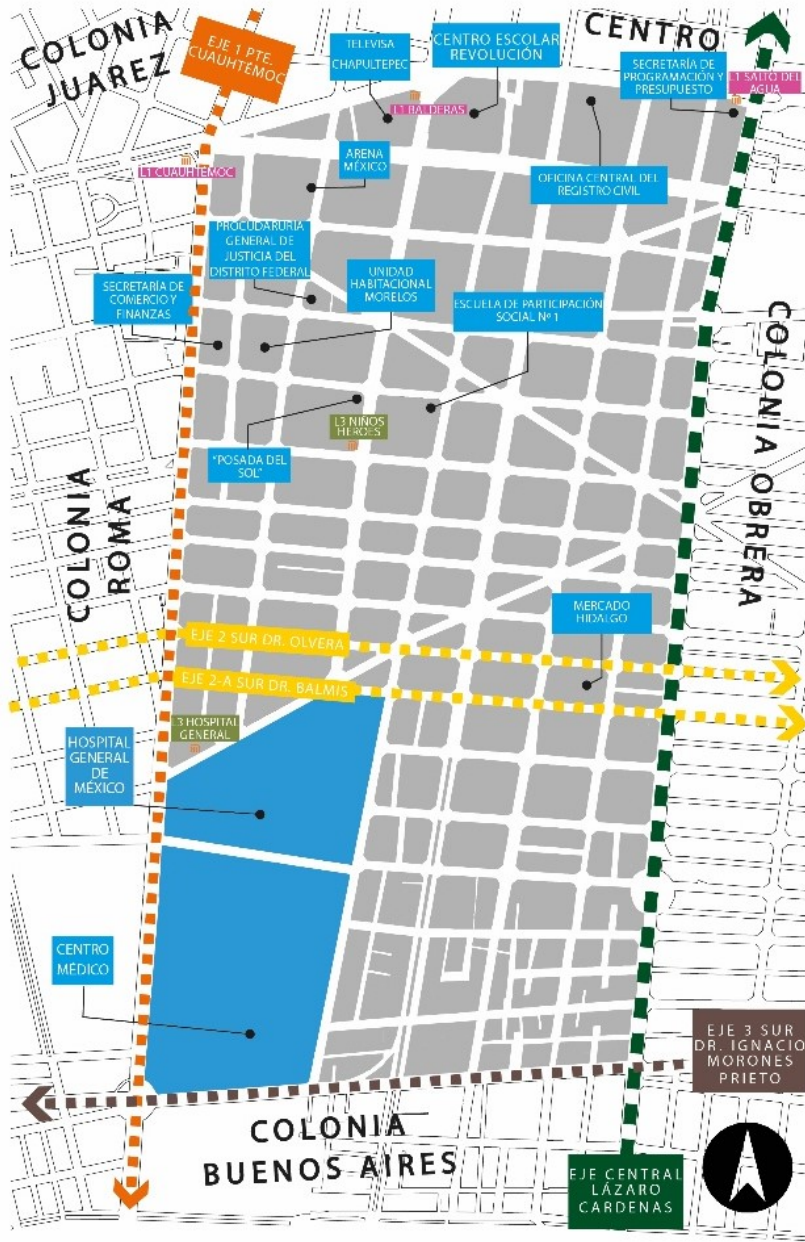 COLONIA
JUAREZ
EJE 1 PTE.
CUAUHTÉMOC
TELEVISA
CHAPULTEPEC
CENTRO ESCOLAR
REVOLUCIÓN
CENTRO
SECRETARÍA DE
PROGRAMACIÓN Y
PRESUPUESTO
L1 SALTO DEL
AGUA
L1 BALDERAS
L1 CUAUHTEMOC
ARENA
MÉXICO
OFICINA CENTRAL DEL
REGISTRO CIVIL
PROCUDARURIA
GENERAL DE
JUSTICIA DEL
DISTRITO FEDERAL
UNIDAD
HABITACIONAL
MORELOS
SECRETARÍA DE
COMERCIO Y
FINANZAS
ESCUELA DE PARTICIPACIÓN
SOCIAL Nº 1
COLONIA OBRERA
L3 NIÑOS
HEROES
"POSADA DEL
SOL"
COLONIA
ROMA
MERCADO
HIDALGO
EJE 2 SUR DR. OLVERA
EJE 2-A SUR DR. BALMIS
L3 HOSPITAL
GENERAL
HOSPITAL
GENERAL
DE
MÉXICO
CENTRO
MÉDICO
EJE 3 SUR
DR. IGNACIO
MORONES
PRIETO
COLONIA
BUENOS AIRES
EJE CENTRAL
LÁZARO
CARDENAS